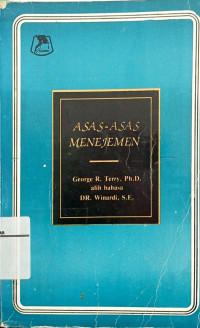 ASAS-ASAS
MENEJEMEN
George R. Terry, Ph.D.
alih bahasa
DR. Winardi, S.E.